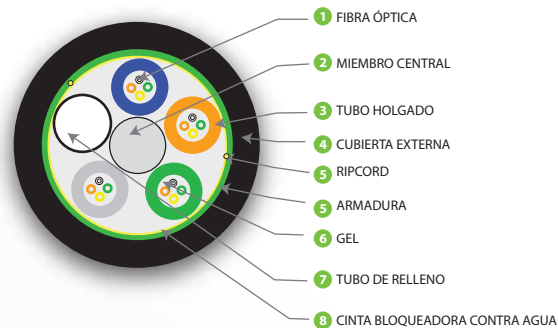 1 FIBRA ÓPTICA
2 MIEMBRO CENTRAL
3 TUBO HOLGADO
4 CUBIERTA EXTERNA
5 RIPCORD
5 ARMADURA
6 GEL
7 TUBO DE RELLENO
8 CINTA BLOQUEADORA CONTRA AGUA